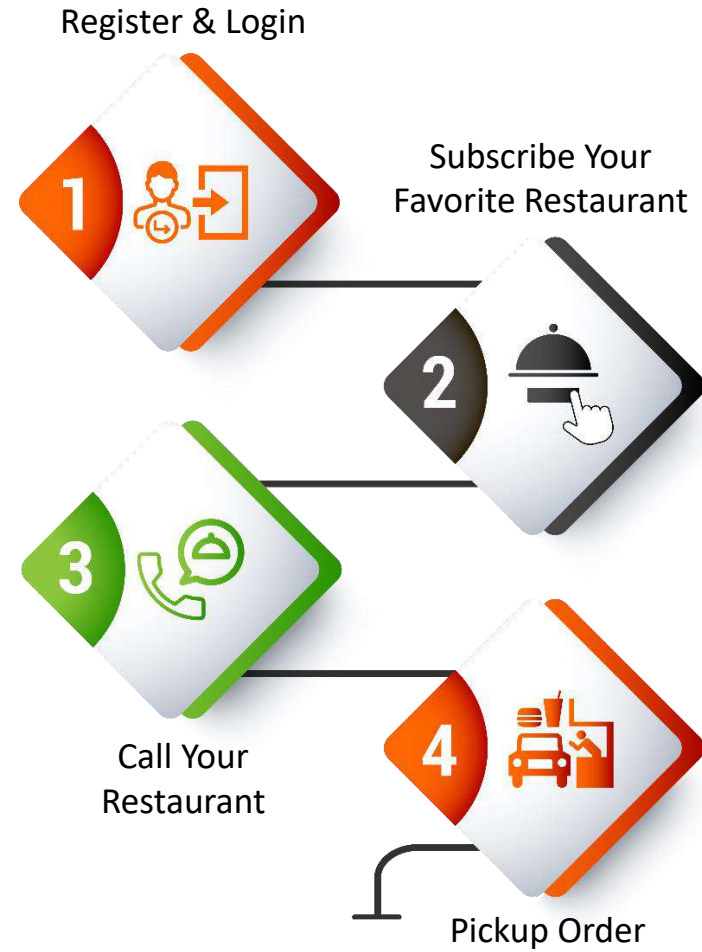 Register & Login
1
Subscribe Your
Favorite Restaurant
2
3
Call Your
Restaurant
4
Pickup Order